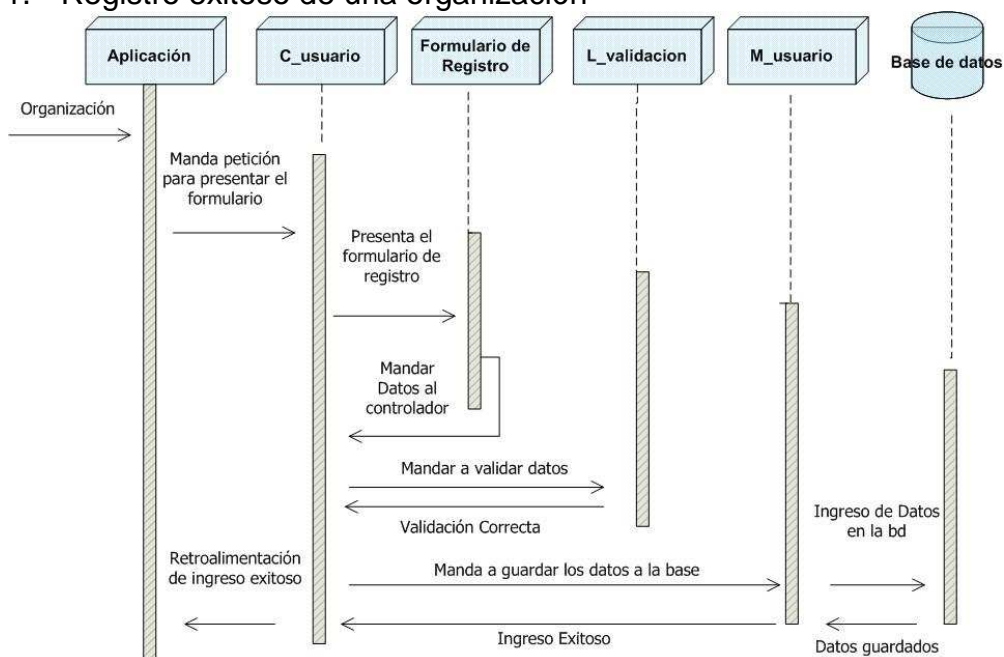 1. Registro exitoso de una organización
Aplicación
C_usuario
Formulario de
Registro
L_validacion
M_usuario
Base de datos
Organización
Manda petición
para presentar el
formulario
Presenta el
formulario de
registro
Mandar
Datos al
controlador
Mandar a validar datos
Validación Correcta
Ingreso de Datos
en la bd
Retroalimentación
de ingreso exitoso
Manda a guardar los datos a la base
Ingreso Exitoso
Datos guardados